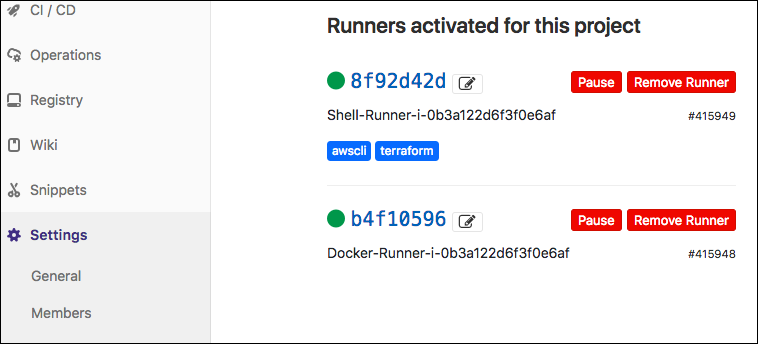 CI / CD
Operations
Registry
Wiki
Snippets
Settings
General
Members
Runners activated for this project
8f92d42d
Pause Remove Runner
Shell-Runner-i-0b3a122d6f3f0e6af #415949
awscli terraform
b4f10596
Pause Remove Runner
Docker-Runner-i-0b3a122d6f3f0e6af #415948